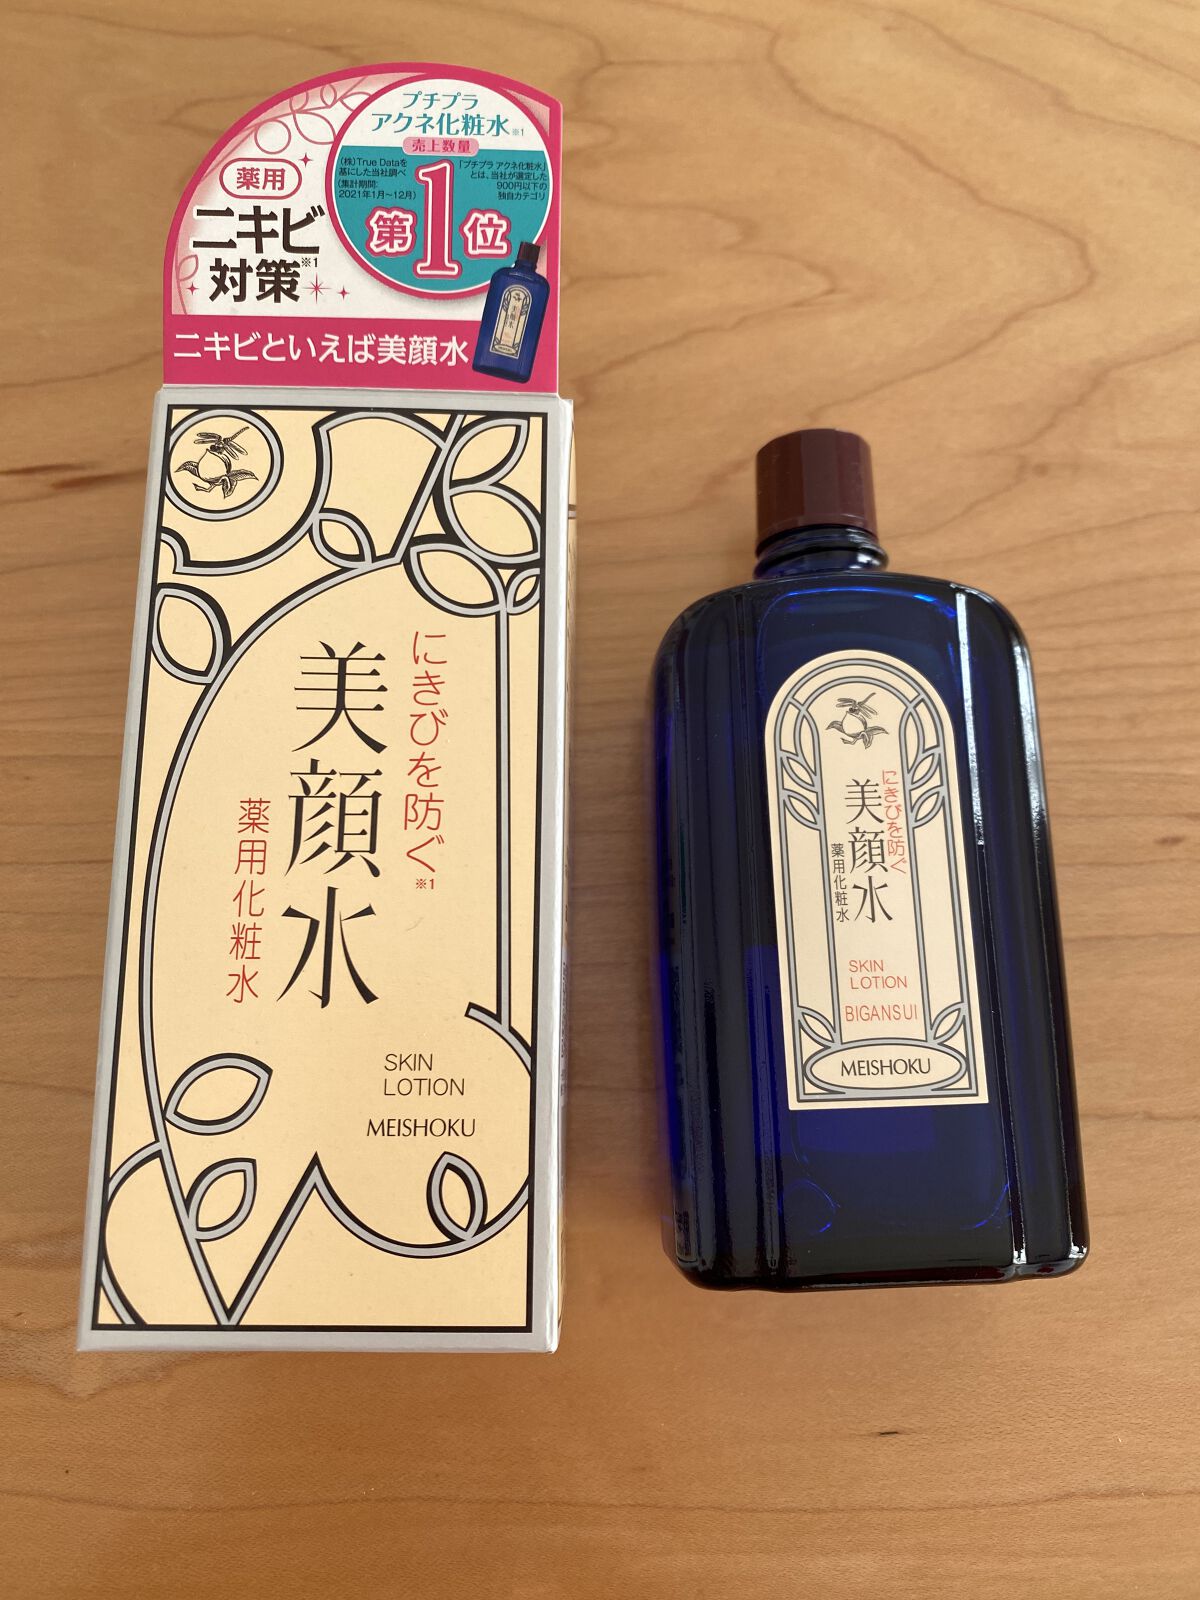 プチプラ
アクネ化粧水※1
売上数量
(株)True Dataを
基にした当社調べ
(集計期間:
2021年1月～12月)
「プチプラ アクネ化粧水」
とは、当社が選定した
900円以下の
独自カテゴリ
第1位
薬用
ニキビ
対策※1
ニキビといえば美顔水
にきびを防ぐ※1
美顔水
薬用化粧水
SKIN
LOTION
MEISHOKU
にきびを防ぐ
美顔水
薬用化粧水
SKIN
LOTION
BIGANSUI
MEISHOKU